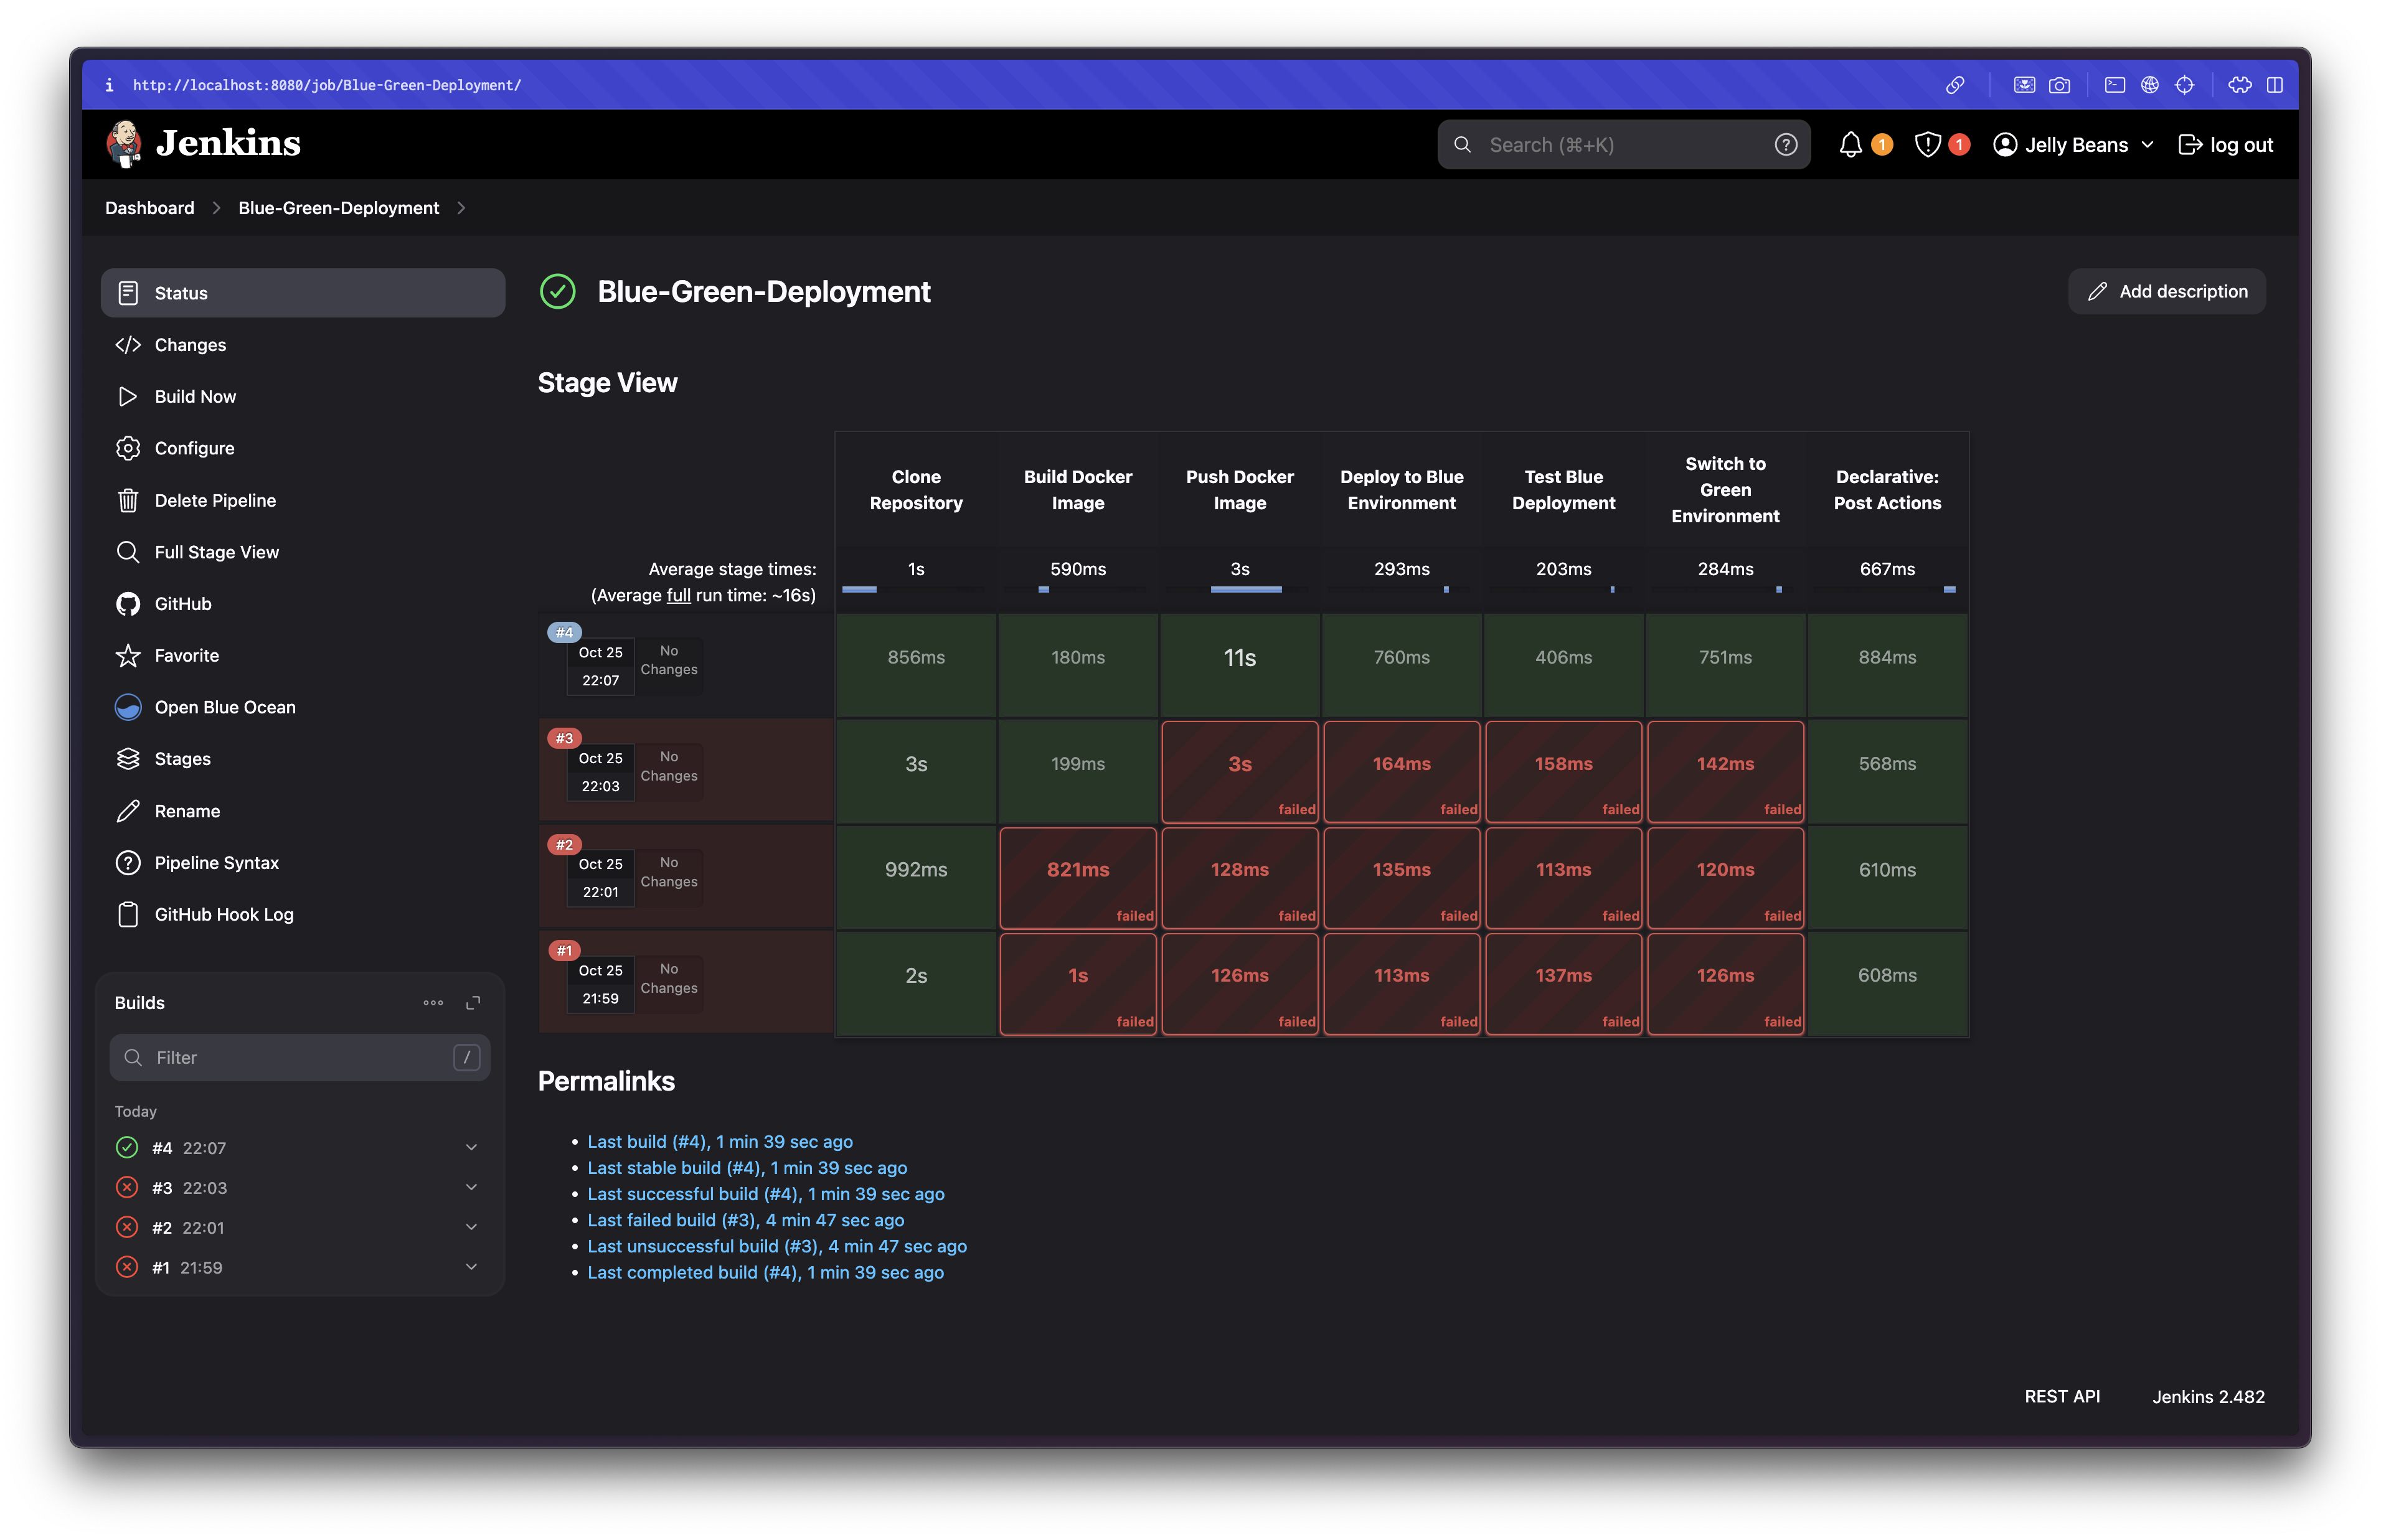 i http://localhost:8080/job/Blue-Green-Deployment/
Jenkins
Search (⌘+K)
?
1
1
Jelly Beans
log out
Dashboard
Blue-Green-Deployment
Status
Changes
Build Now
Configure
Delete Pipeline
Full Stage View
GitHub
Favorite
Open Blue Ocean
Stages
Rename
Pipeline Syntax
GitHub Hook Log
Builds
Filter
/
Today
#4 22:07
#3 22:03
#2 22:01
#1 21:59
Blue-Green-Deployment
Add description
Stage View
Clone
Repository
Build Docker
Image
Push Docker
Image
Deploy to Blue
Environment
Test Blue
Deployment
Switch to
Green
Environment
Declarative:
Post Actions
Average stage times:
(Average full run time: ~16s)
1s
590ms
3s
293ms
203ms
284ms
667ms
#4
Oct 25
22:07
No
Changes
856ms
180ms
11s
760ms
406ms
751ms
884ms
#3
Oct 25
22:03
No
Changes
3s
199ms
3s
failed
164ms
failed
158ms
failed
142ms
failed
568ms
#2
Oct 25
22:01
No
Changes
992ms
821ms
failed
128ms
failed
135ms
failed
113ms
failed
120ms
failed
610ms
#1
Oct 25
21:59
No
Changes
2s
1s
failed
126ms
failed
113ms
failed
137ms
failed
126ms
failed
608ms
Permalinks
Last build (#4), 1 min 39 sec ago
Last stable build (#4), 1 min 39 sec ago
Last successful build (#4), 1 min 39 sec ago
Last failed build (#3), 4 min 47 sec ago
Last unsuccessful build (#3), 4 min 47 sec ago
Last completed build (#4), 1 min 39 sec ago
REST API
Jenkins 2.482